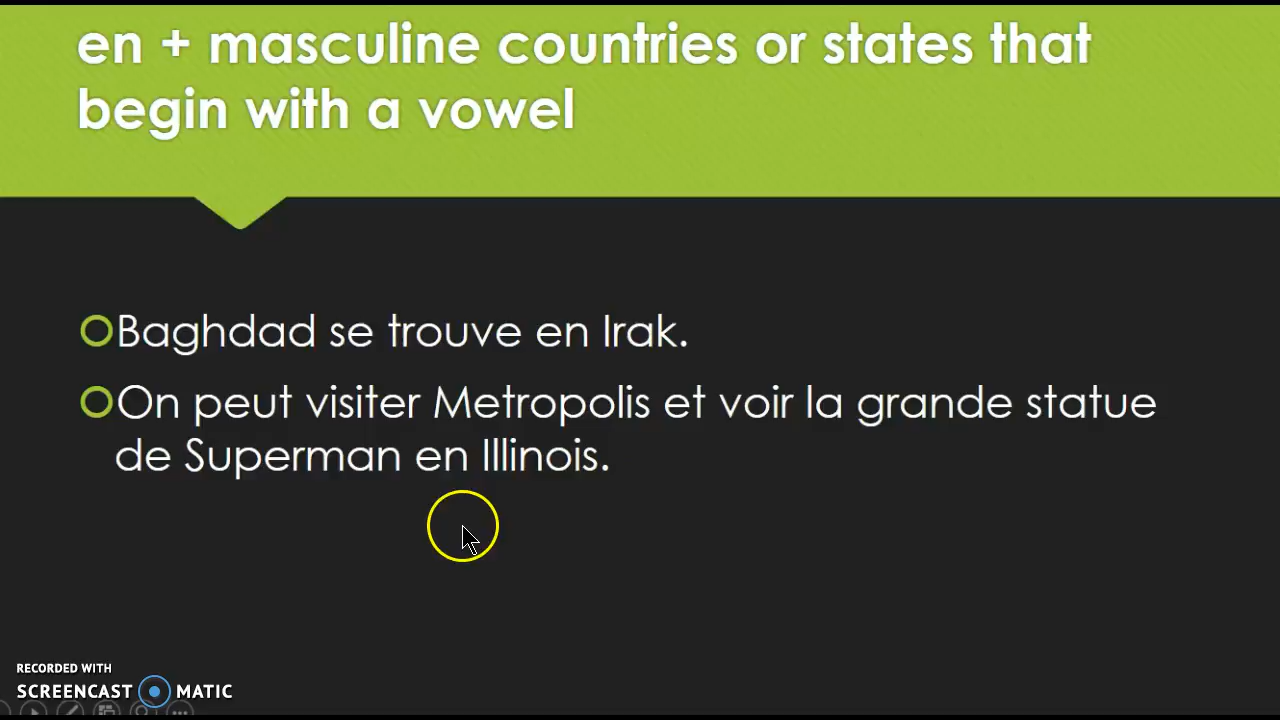 en + masculine countries or states that
begin with a vowel
Baghdad se trouve en Irak.
On peut visiter Metropolis et voir la grande statue
de Superman en Illinois.
RECORDED WITH
SCREENCAST MATIC